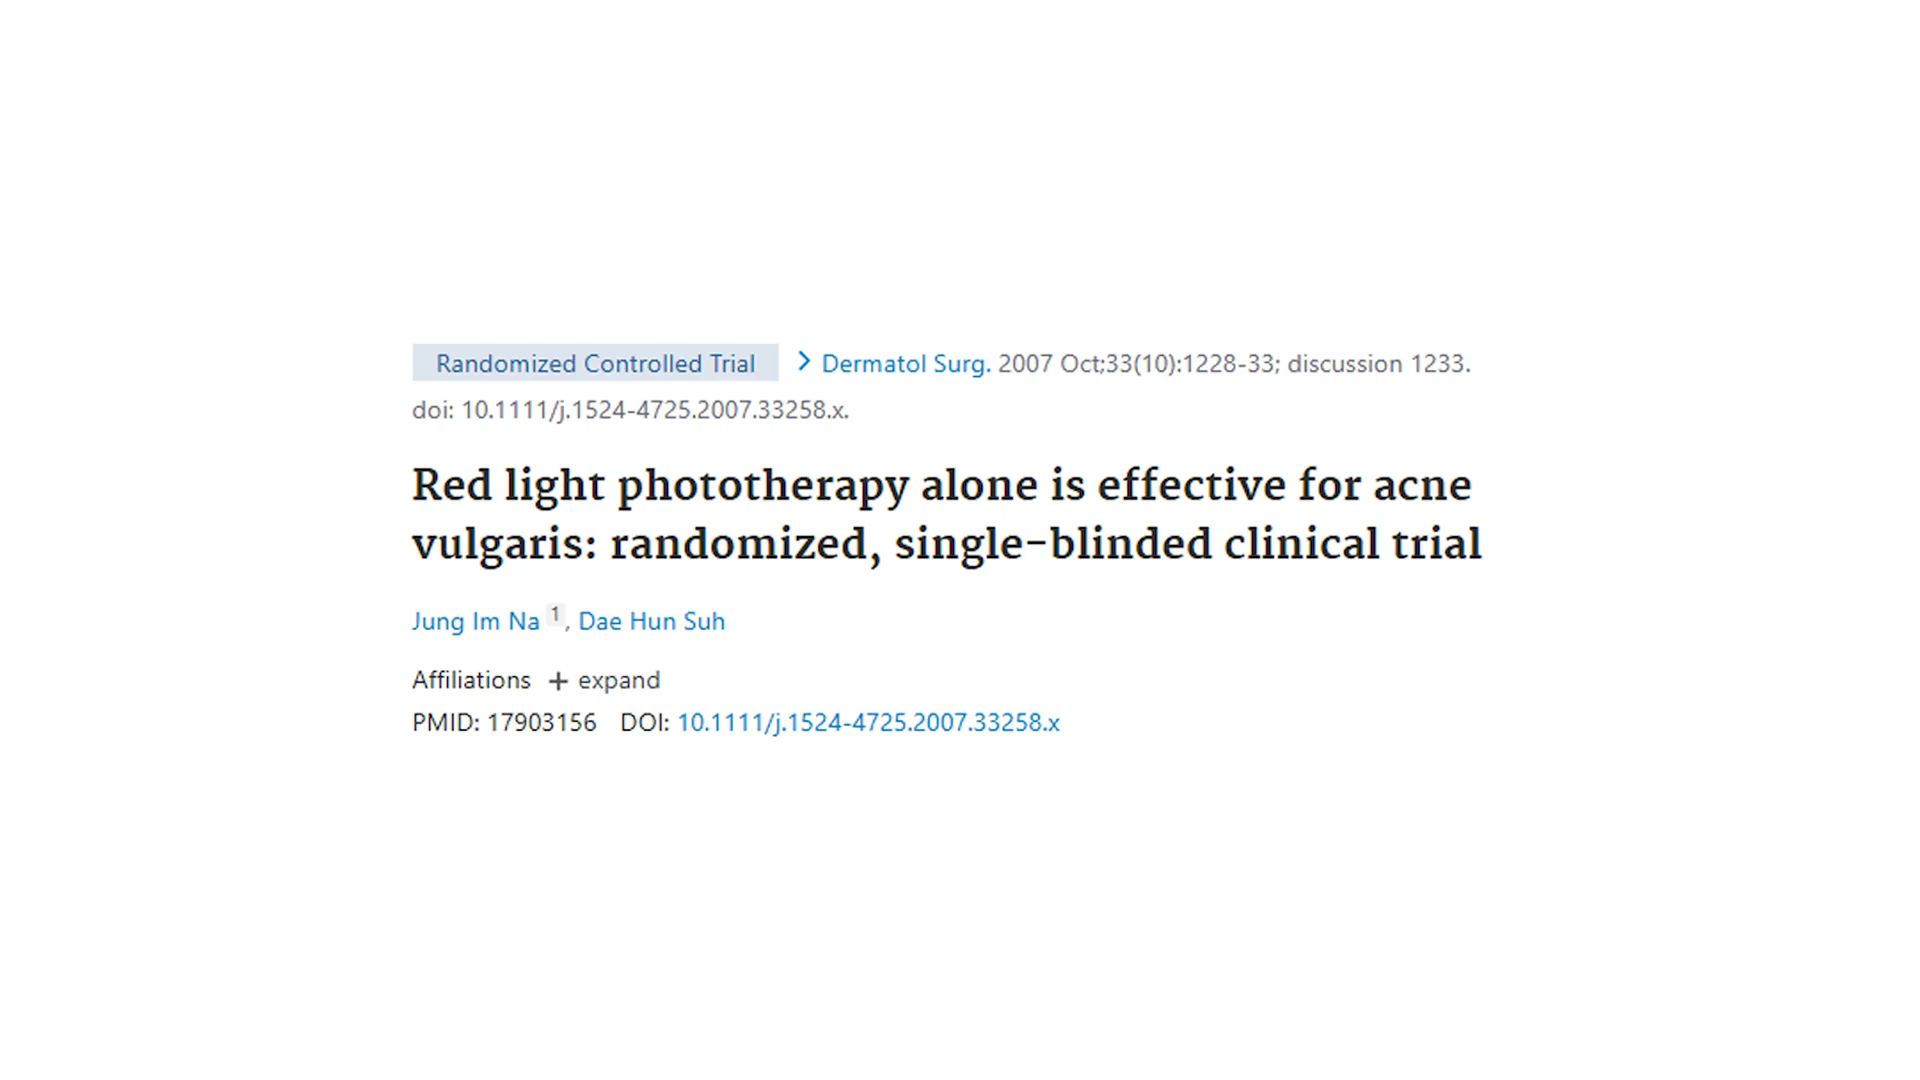 Randomized Controlled Trial > Dermatol Surg. 2007 Oct;33(10):1228-33; discussion 1233.
doi: 10.1111/j.1524-4725.2007.33258.x.
Red light phototherapy alone is effective for acne
vulgaris: randomized, single-blinded clinical trial
Jung Im Na 1, Dae Hun Suh
Affiliations + expand
PMID: 17903156 DOI: 10.1111/j.1524-4725.2007.33258.x